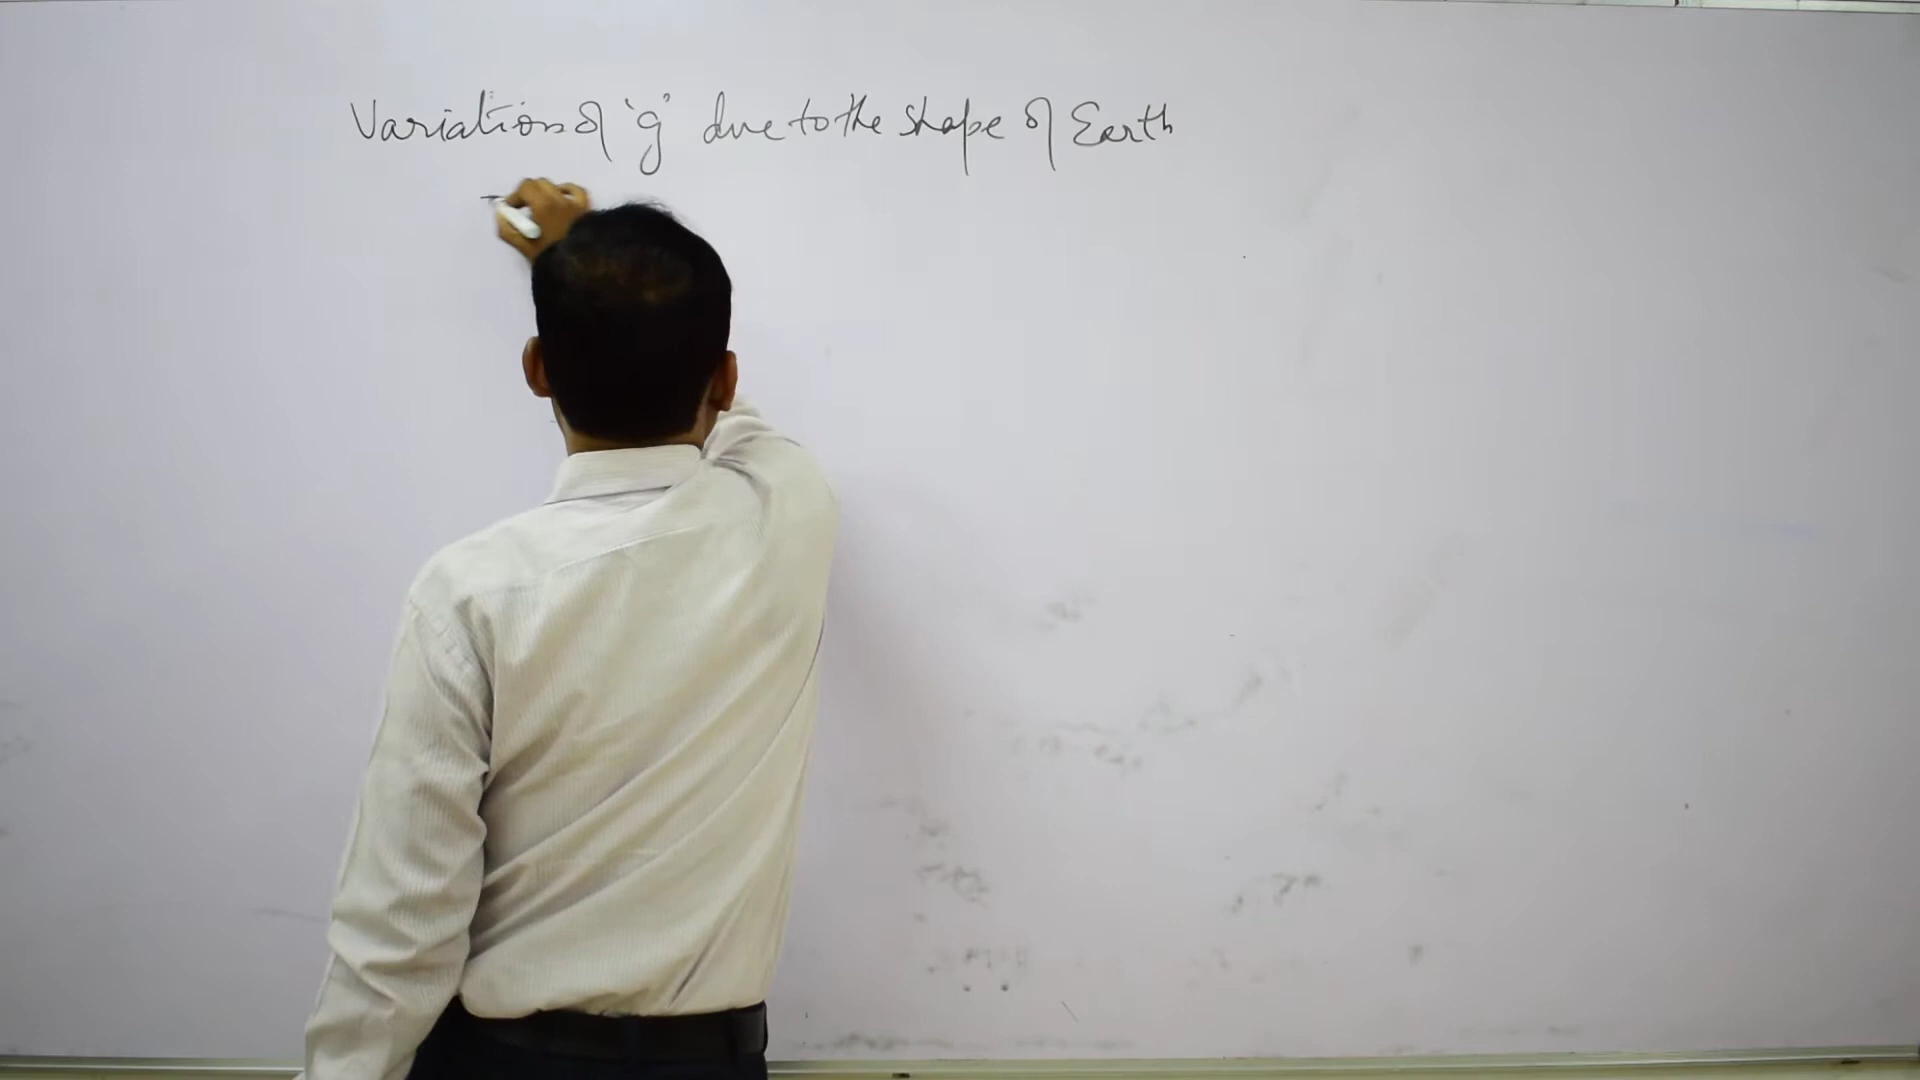 Variation of 'g' due to the shape of Earth